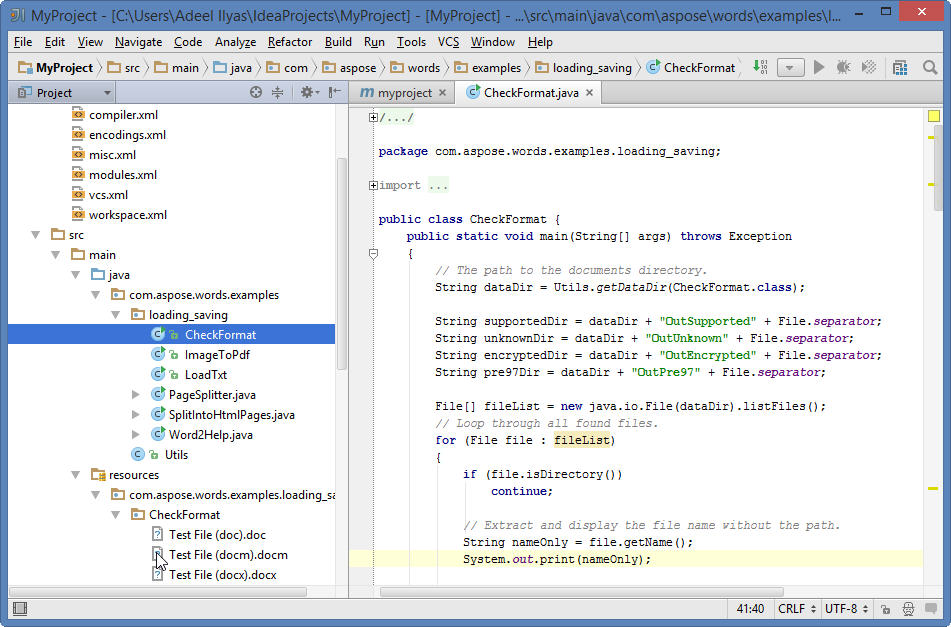 MyProject - [C:\Users\Adeel Ilyas\IdeaProjects\MyProject] - [MyProject] - ...\src\main\java\com\aspose\words\examples\l...
File Edit View Navigate Code Analyze Refactor Build Run Tools VCS Window Help
MyProject src main java com aspose words examples loading_saving CheckFormat
Project
myproject CheckFormat.java
compiler.xml
encodings.xml
misc.xml
modules.xml
vcs.xml
workspace.xml
src
main
java
com.aspose.words.examples
loading_saving
CheckFormat
ImageToPdf
LoadTxt
PageSplitter.java
SplitIntoHtmlPages.java
Word2Help.java
Utils
resources
com.aspose.words.examples.loading_sa
CheckFormat
Test File (doc).doc
Test File (docm).docm
Test File (docx).docx
/.../
package com.aspose.words.examples.loading_saving;
import ...
public class CheckFormat {
public static void main(String[] args) throws Exception
{
// The path to the documents directory.
String dataDir = Utils.getDataDir(CheckFormat.class);
String supportedDir = dataDir + "OutSupported" + File.separator;
String unknownDir = dataDir + "OutUnknown" + File.separator;
String encryptedDir = dataDir + "OutEncrypted" + File.separator;
String pre97Dir = dataDir + "OutPre97" + File.separator;
File[] fileList = new java.io.File(dataDir).listFiles();
// Loop through all found files.
for (File file : fileList)
{
if (file.isDirectory())
continue;
// Extract and display the file name without the path.
String nameOnly = file.getName();
System.out.print(nameOnly);
41:40 CRLF UTF-8